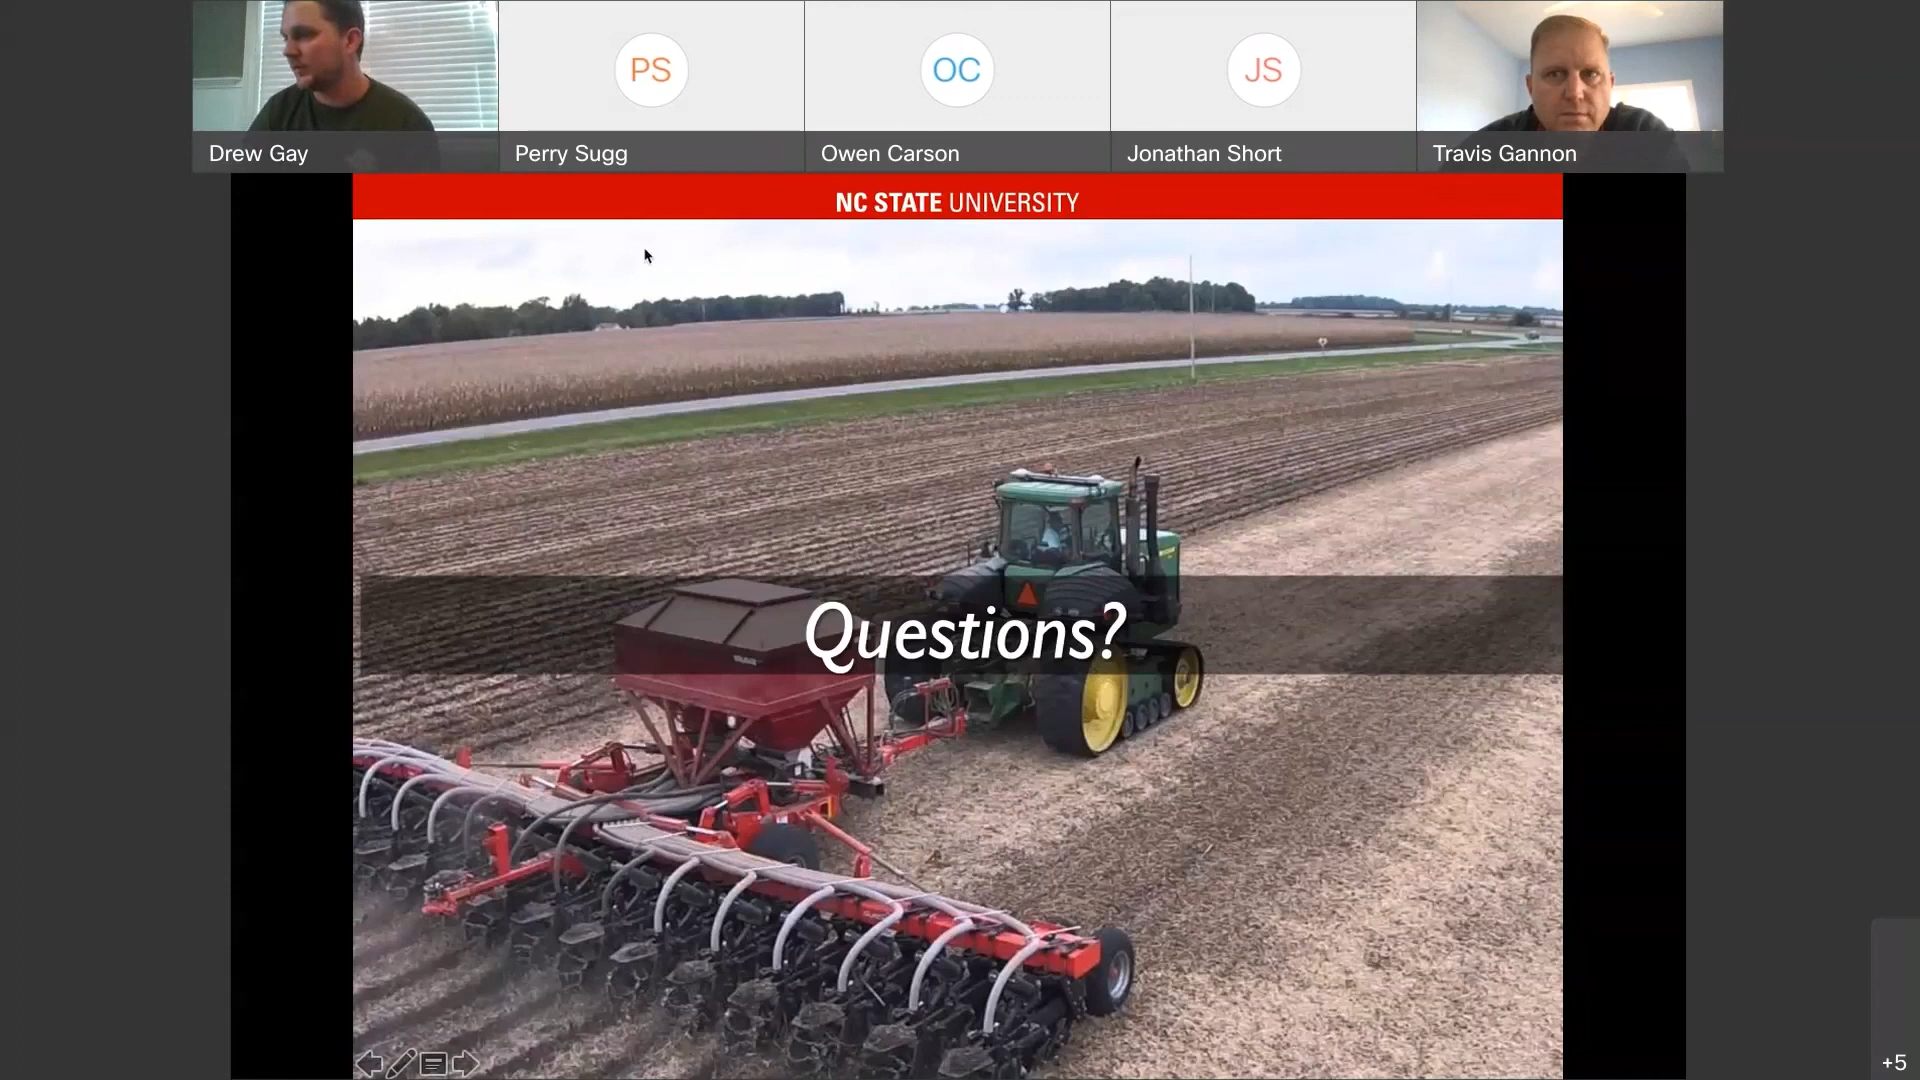 PS
OC
JS
Drew Gay
Perry Sugg
Owen Carson
Jonathan Short
Travis Gannon
NC STATE UNIVERSITY
Questions?
+5